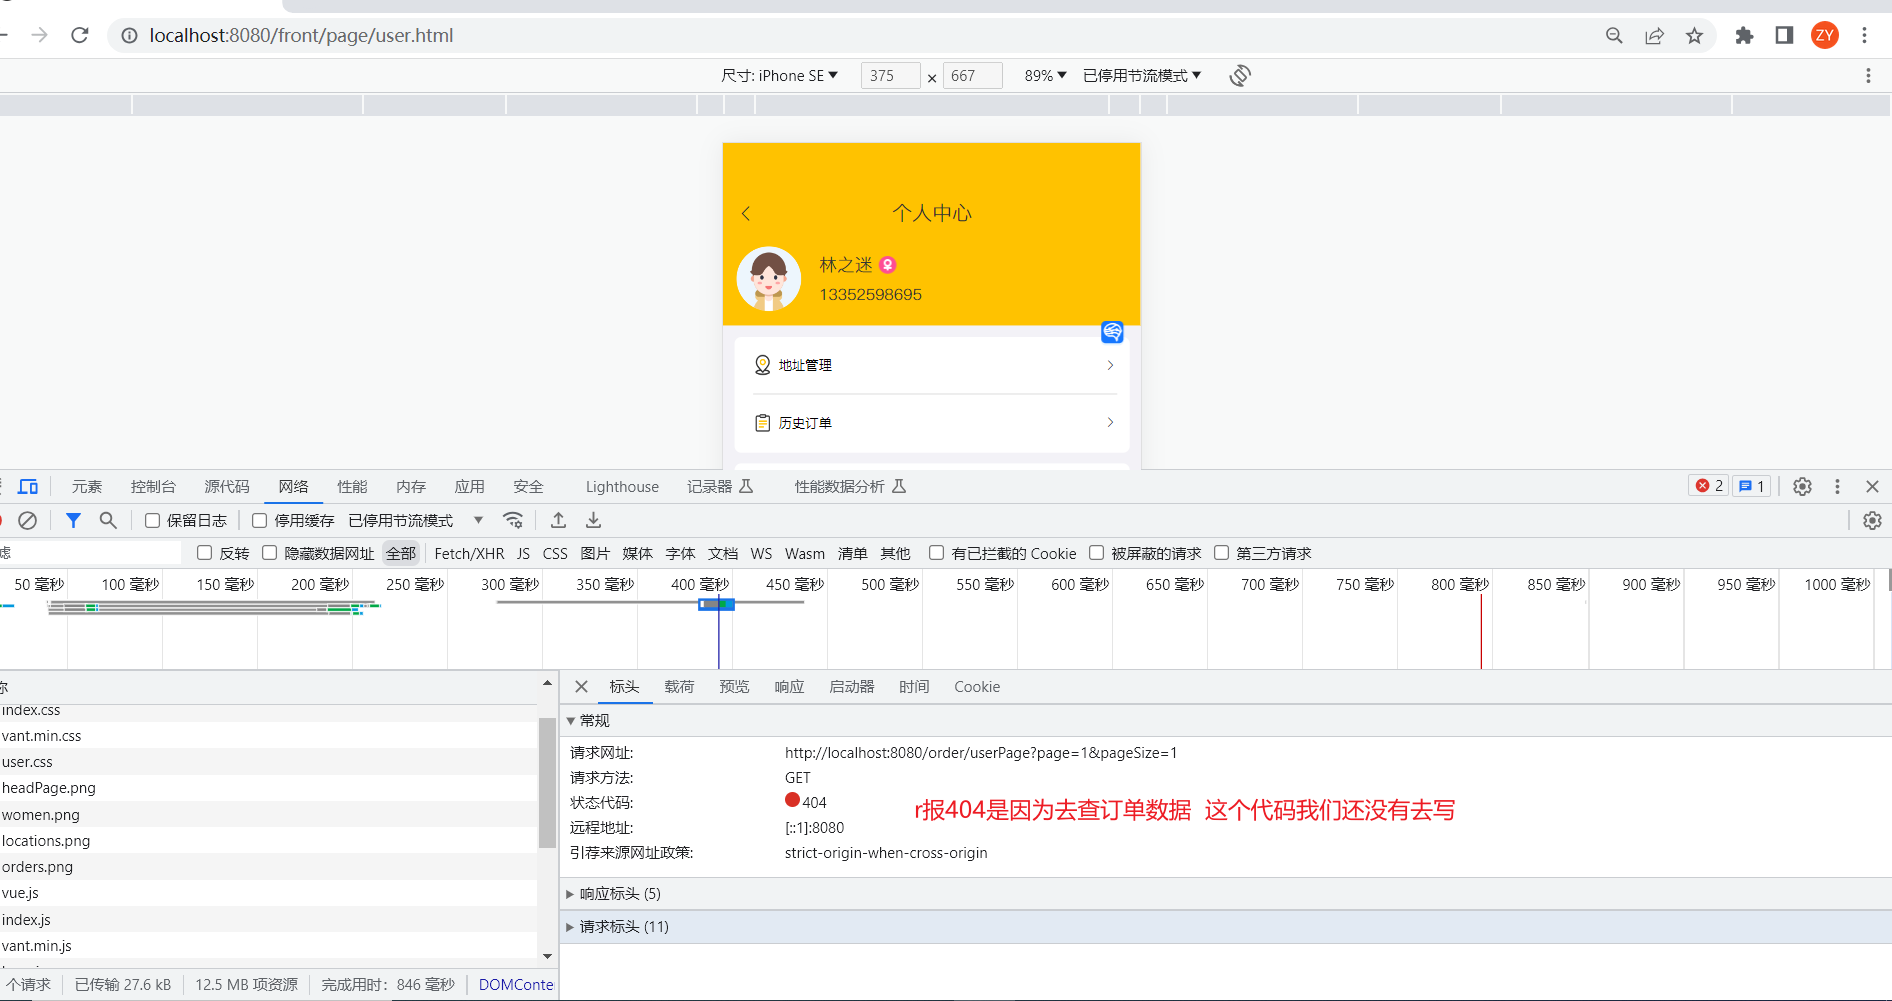 localhost:8080/front/page/user.html
ZY
尺寸: iPhone SE 375 × 667 89% 已停用节流模式
个人中心
林之迷
13352598695
地址管理
历史订单
元素 控制台 源代码 网络 性能 内存 应用 安全 Lighthouse 记录器 性能数据分析 2 1
保留日志 停用缓存 已停用节流模式
滤 反转 隐藏数据网址 全部 Fetch/XHR JS CSS 图片 媒体 字体 文档 WS Wasm 清单 其他 有已拦截的 Cookie 被屏蔽的请求 第三方请求
50 毫秒 100 毫秒 150 毫秒 200 毫秒 250 毫秒 300 毫秒 350 毫秒 400 毫秒 450 毫秒 500 毫秒 550 毫秒 600 毫秒 650 毫秒 700 毫秒 750 毫秒 800 毫秒 850 毫秒 900 毫秒 950 毫秒 1000 毫秒
称
index.css
vant.min.css
user.css
headPage.png
women.png
locations.png
orders.png
vue.js
index.js
vant.min.js
个请求 已传输 27.6 kB 12.5 MB 项资源 完成用时: 846 毫秒 DOMConte
标头 载荷 预览 响应 启动器 时间 Cookie
常规
请求网址: http://localhost:8080/order/userPage?page=1&pageSize=1
请求方法: GET
状态代码: 404
r报404是因为去查订单数据 这个代码我们还没有去写
远程地址: [::1]:8080
引荐来源网址政策: strict-origin-when-cross-origin
响应标头 (5)
请求标头 (11)